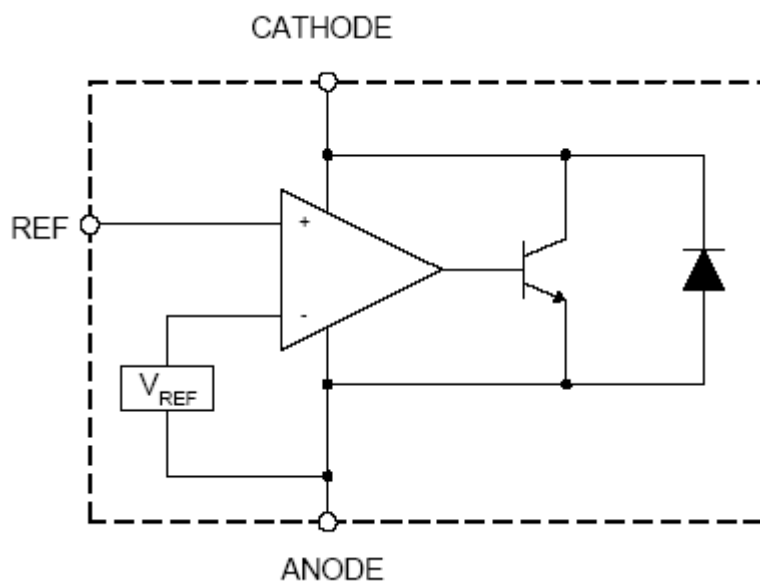 CATHODE
REF
+
-
VREF
ANODE